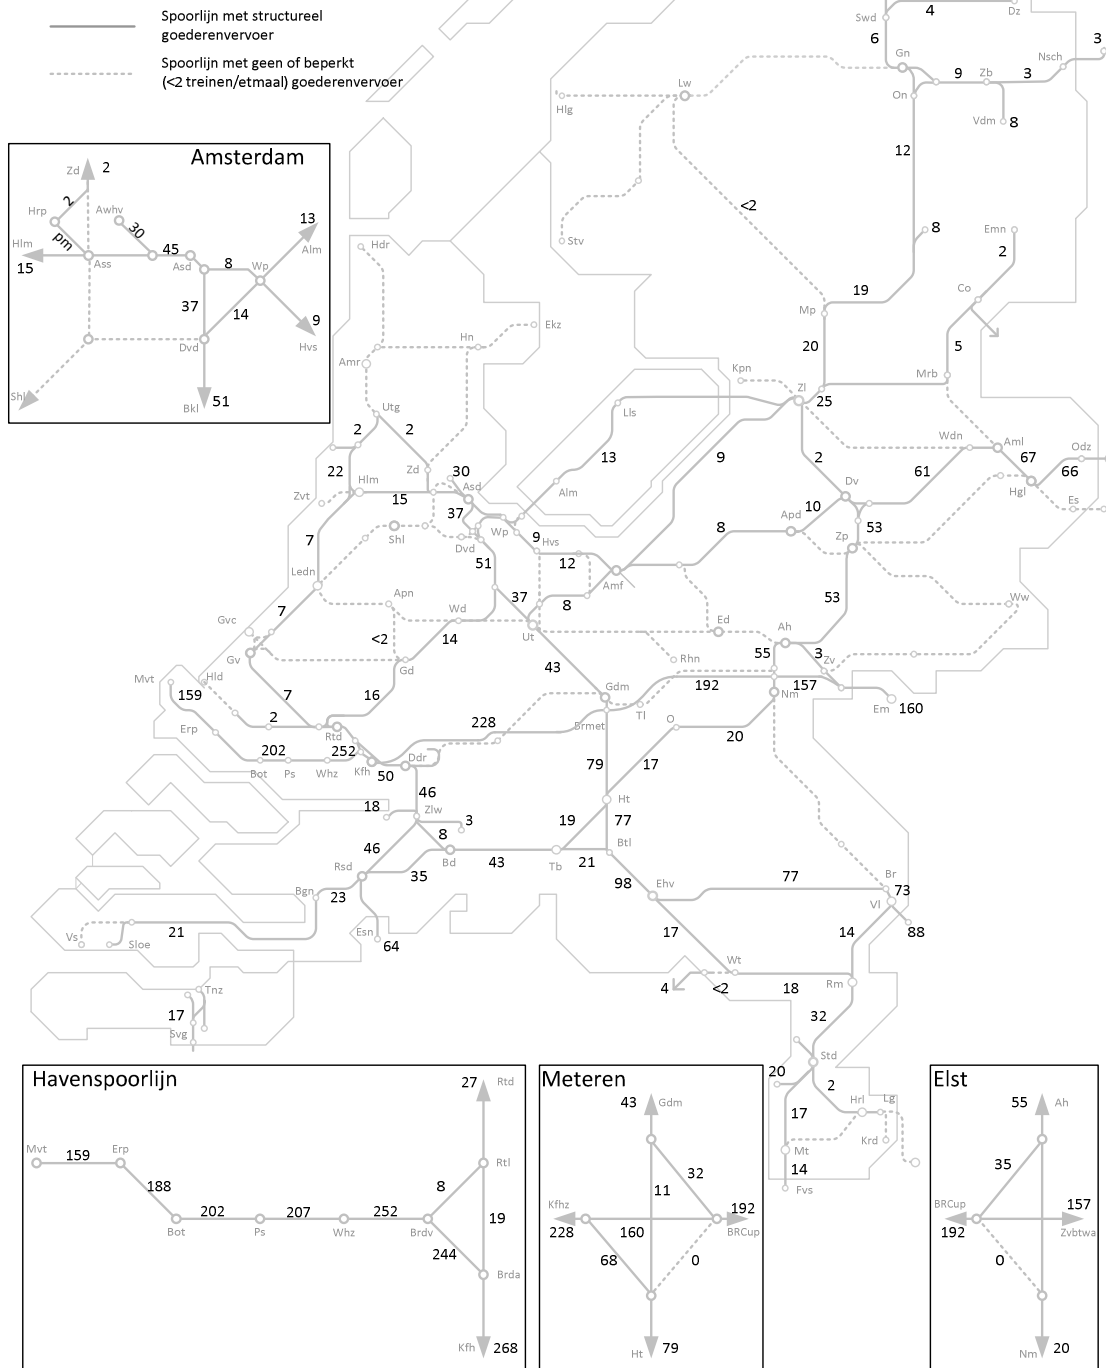 Spoorlijn met structureel
goederenvervoer
Spoorlijn met geen of beperkt
(<2 treinen/etmaal) goederenvervoer
4
Dz
Swd
6
Gn
Nsch
3
9
Zb
3
On
Vdm
8
Lw
Hlg
12
<2
8
Stv
Emn
2
Co
19
Mp
5
20
Mrb
Amsterdam
Zd
2
2
Hrp
Awhv
30
pm
13
Hlm
15
Ass
45
Asd
8
Wp
Alm
37
14
9
Hvs
Dvd
Shl
Bkl
51
Hdr
Ekz
Hn
Amr
Kpn
Zl
25
Utg
Lls
2
2
Wdn
Aml
Odz
22
Zd
30
13
9
2
61
67
66
Hlm
Asd
Dv
Hgl
Zvt
15
Alm
10
Es
37
Apd
53
7
Shl
Wp
9
Hvs
8
Zp
Dvd
51
12
Ledn
Amf
Apn
37
8
53
Ww
7
Gvc
Wd
Ut
Ed
Ah
<2
14
Gv
43
Rhn
55
3
Zv
Gd
Mvt
159
Hld
7
16
Gdm
192
157
Nm
Em
160
2
228
Tl
Brmet
O
20
Erp
Rtd
202
252
Ddr
Bot
Ps
Whz
Kfh
50
79
17
46
18
Zlw
3
Ht
19
77
8
Btl
46
Bd
43
Tb
21
Rsd
35
98
Br
77
73
Bgn
23
Ehv
Vl
21
17
14
88
Vs
Sloe
Esn
64
Wt
4
<2
18
Rm
Tnz
17
Svg
32
Std
20
2
17
Hrl
Lg
Krd
Mt
14
Fvs
Havenspoorlijn
27
Rtd
Mvt
159
Erp
Rtl
188
8
202
207
252
19
Bot
Ps
Whz
Brdv
244
Brda
Kfh
268
Meteren
43
Gdm
32
11
Kfhz
192
228
160
BRCup
68
0
Ht
79
Elst
55
Ah
35
BRCup
157
192
Zvbtwa
0
Nm
20